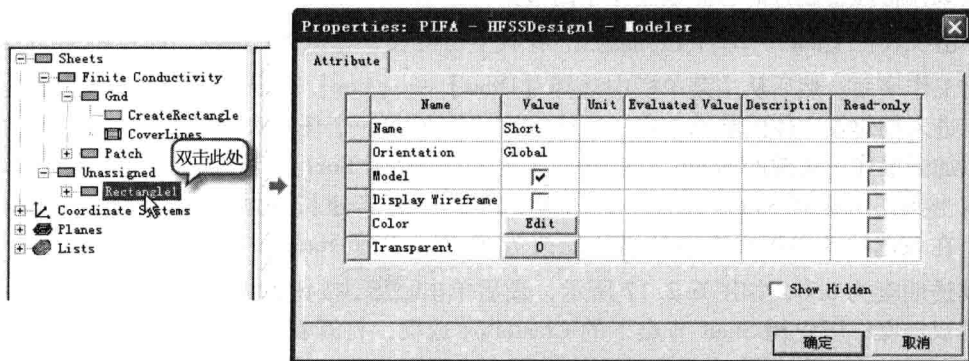 Sheets
Finite Conductivity
Gnd
CreateRectangle
CoverLines
Patch
Unassigned
Rectangle1
Coordinate Systems
Planes
Lists
双击此处
Properties: PIFA - HFSSDesign1 - Modeler
Attribute
Name Value Unit Evaluated Value Description Read-only
Name Short
Orientation Global
Model
Display Wireframe
Color Edit
Transparent 0
Show Hidden
确定 取消